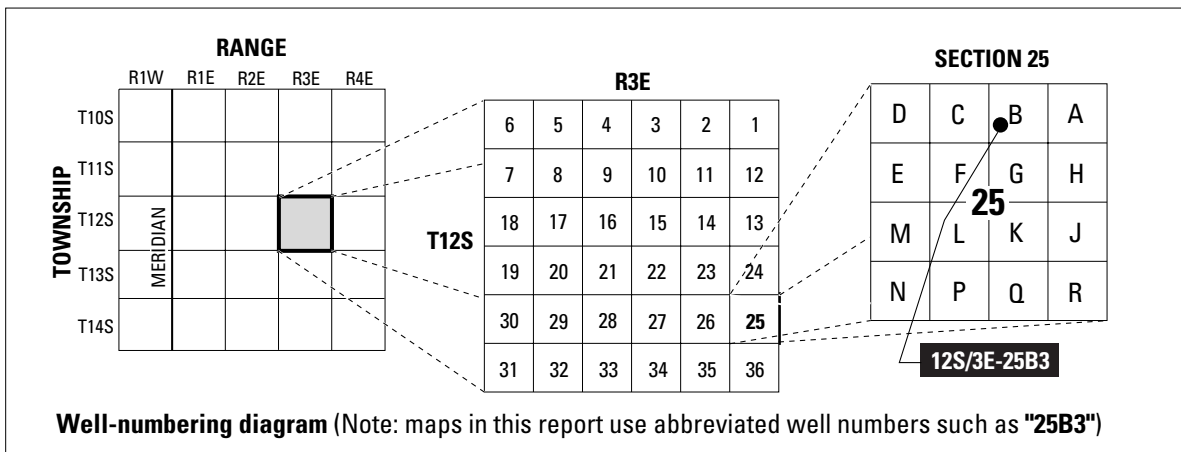 RANGE
R1W R1E R2E R3E R4E
TOWNSHIP
T10S
T11S
T12S
T13S
T14S
MERIDIAN
R3E
T12S
6 5 4 3 2 1
7 8 9 10 11 12
18 17 16 15 14 13
19 20 21 22 23 24
30 29 28 27 26 25
31 32 33 34 35 36
SECTION 25
D C B A
E F G H
25
M L K J
N P Q R
12S/3E-25B3
Well-numbering diagram (Note: maps in this report use abbreviated well numbers such as "25B3")